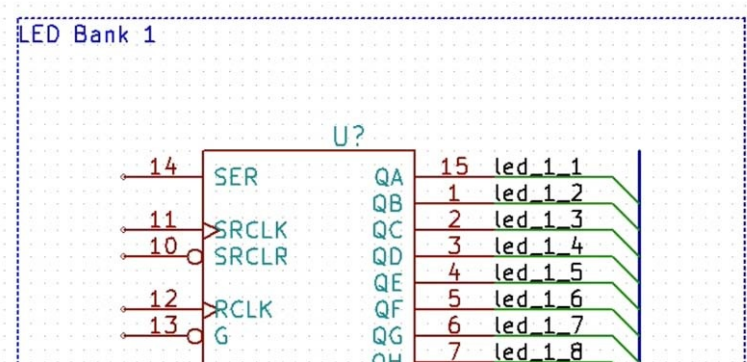 LED Bank 1
U?
14 SER QA 15 led_1_1
QB 1 led_1_2
11 SRCLK QC 2 led_1_3
10 SRCLR QD 3 led_1_4
QE 4 led_1_5
12 RCLK QF 5 led_1_6
13 G QG 6 led_1_7
QH 7 led_1_8